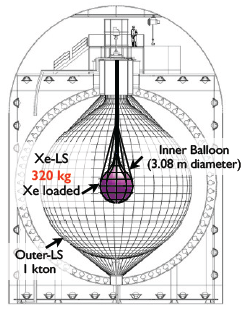 Xe-LS
320 kg
Xe loaded
Inner Balloon
(3.08 m diameter)
Outer-LS
1 kton